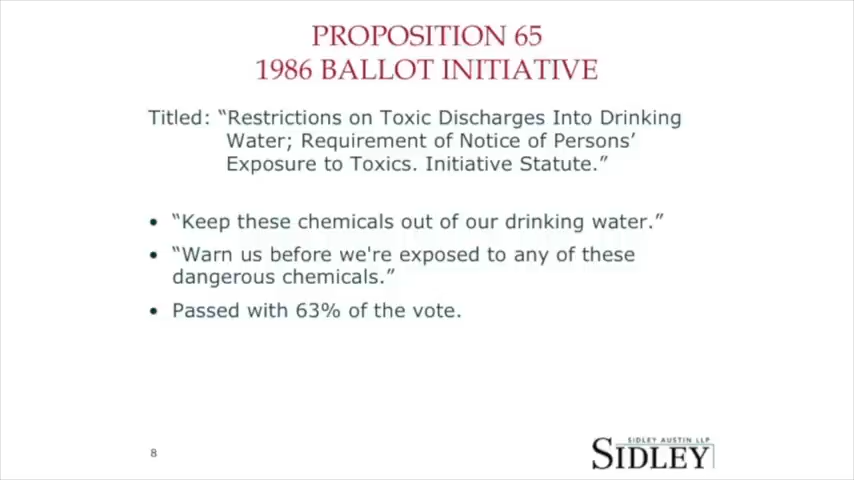 PROPOSITION 65
1986 BALLOT INITIATIVE
Titled: “Restrictions on Toxic Discharges Into Drinking
Water; Requirement of Notice of Persons’
Exposure to Toxics. Initiative Statute.”
• “Keep these chemicals out of our drinking water.”
• “Warn us before we're exposed to any of these
dangerous chemicals.”
• Passed with 63% of the vote.
8
SIDLEY AUSTIN LLP
SIDLEY